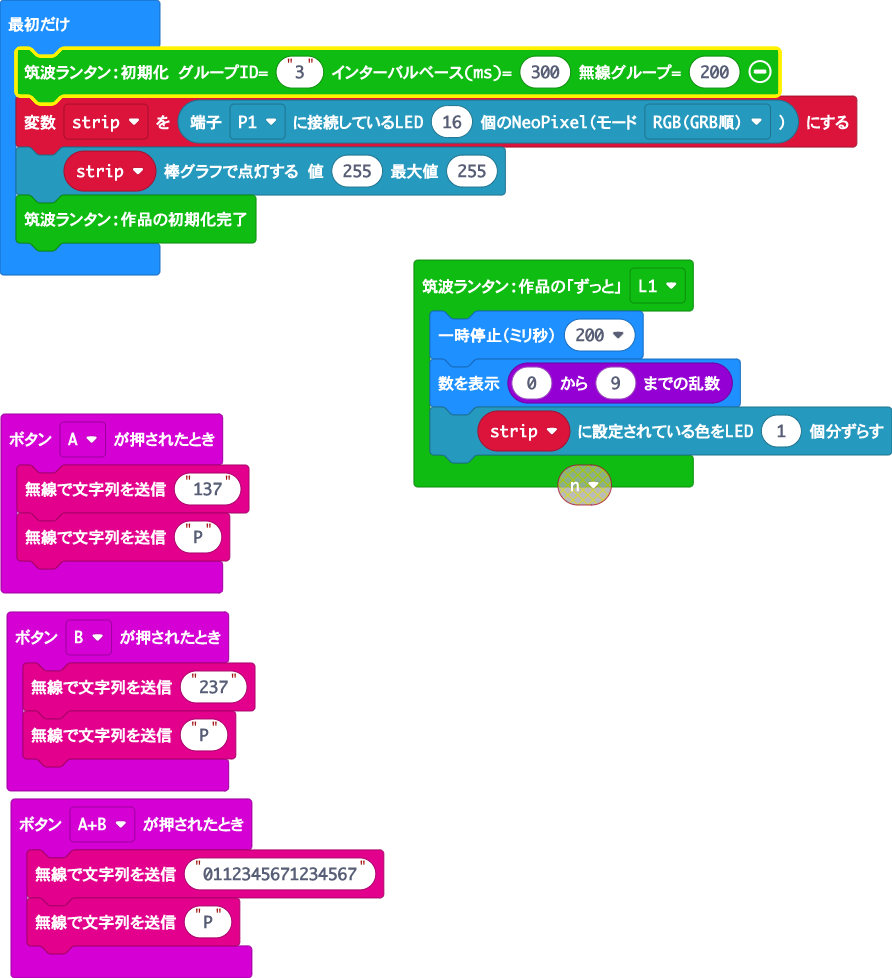 最初だけ
筑波ランタン:初期化 グループID= "3" インターバルベース(ms)= 300 無線グループ= 200
変数 strip を 端子 P1 に接続しているLED 16 個のNeoPixel(モード RGB(GRB順) ) にする
strip 棒グラフで点灯する 値 255 最大値 255
筑波ランタン:作品の初期化完了
筑波ランタン:作品の「ずっと」 L1
一時停止(ミリ秒) 200
数を表示 0 から 9 までの乱数
strip に設定されている色をLED 1 個分ずらす
n
ボタン A が押されたとき
無線で文字列を送信 "137"
無線で文字列を送信 "P"
ボタン B が押されたとき
無線で文字列を送信 "237"
無線で文字列を送信 "P"
ボタン A+B が押されたとき
無線で文字列を送信 "0112345671234567"
無線で文字列を送信 "P"